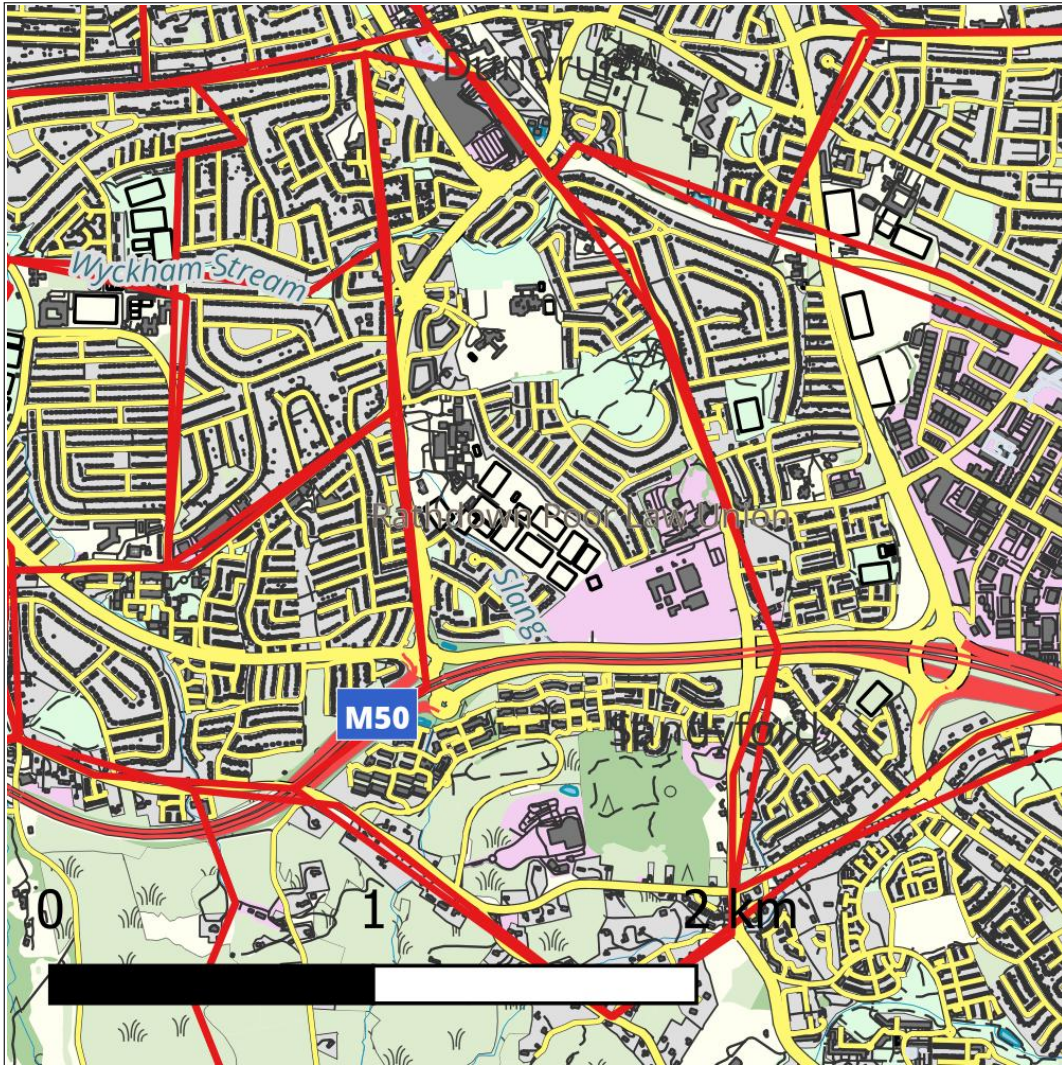 Dundrum
Wyckham Stream
Rathdown Poor Law Union
Slang
M50
Sandyford
0 1 2 km